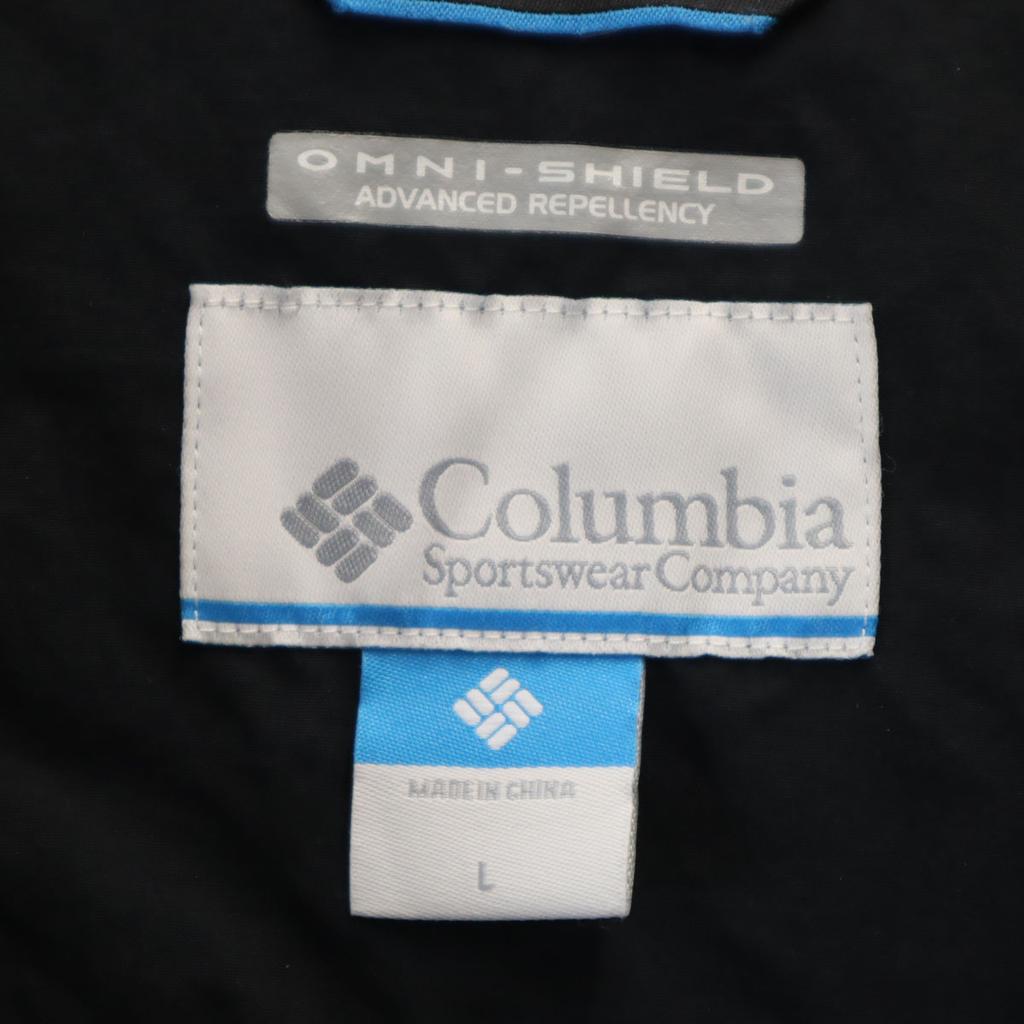 OMNI-SHIELD
ADVANCED REPELLENCY
Columbia
Sportswear Company
MADE IN CHINA
L